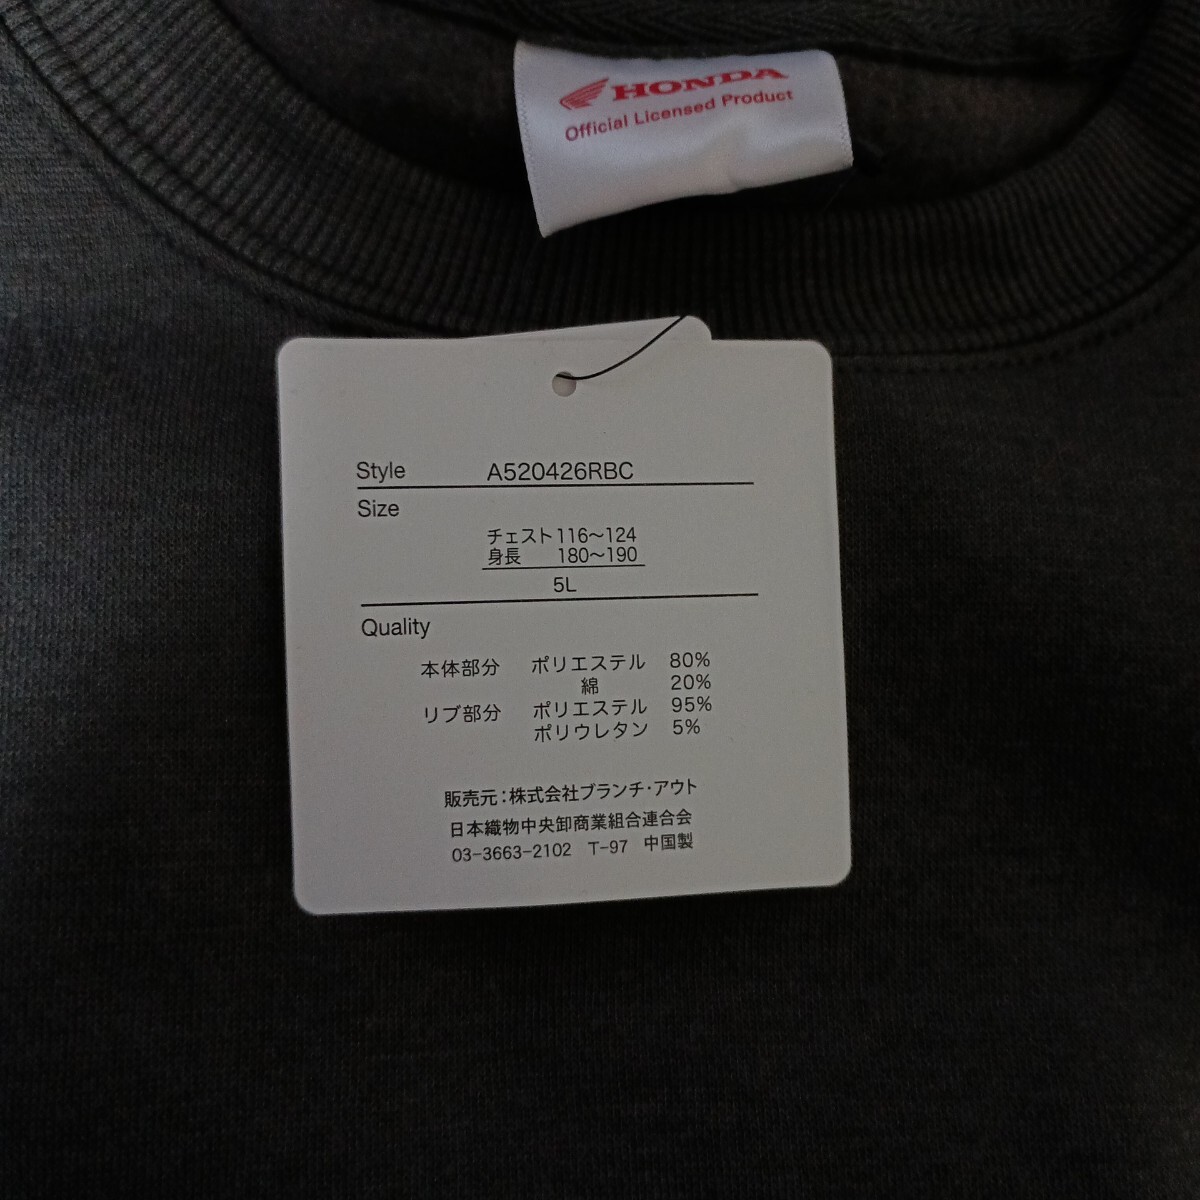 HONDA
Official Licensed Product
Style A520426RBC
Size
チェスト 116〜124
身長 180〜190
5L
Quality
本体部分 ポリエステル 80%
綿 20%
リブ部分 ポリエステル 95%
ポリウレタン 5%
販売元:株式会社ブランチ・アウト
日本織物中央卸商業組合連合会
03-3663-2102 T-97 中国製